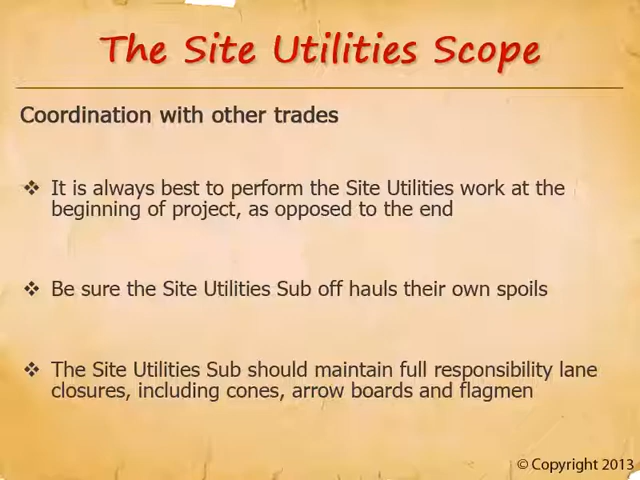 The Site Utilities Scope
Coordination with other trades
❖ It is always best to perform the Site Utilities work at the
beginning of project, as opposed to the end
❖ Be sure the Site Utilities Sub off hauls their own spoils
❖ The Site Utilities Sub should maintain full responsibility lane
closures, including cones, arrow boards and flagmen
© Copyright 2013